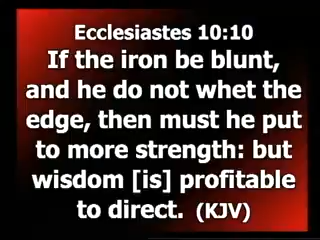 Ecclesiastes 10:10
If the iron be blunt,
and he do not whet the
edge, then must he put
to more strength: but
wisdom [is] profitable
to direct. (KJV)